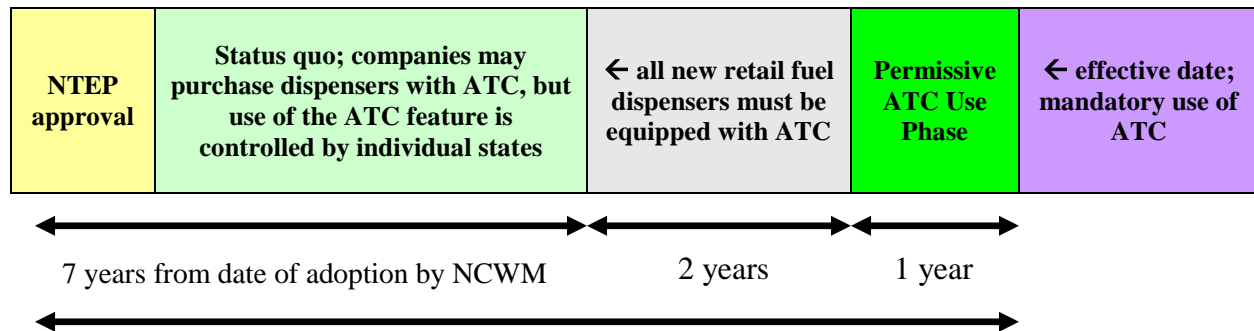 NTEP
approval
Status quo; companies may
purchase dispensers with ATC, but
use of the ATC feature is
controlled by individual states
← all new retail fuel
dispensers must be
equipped with ATC
Permissive
ATC Use
Phase
← effective date;
mandatory use of
ATC
7 years from date of adoption by NCWM
2 years
1 year